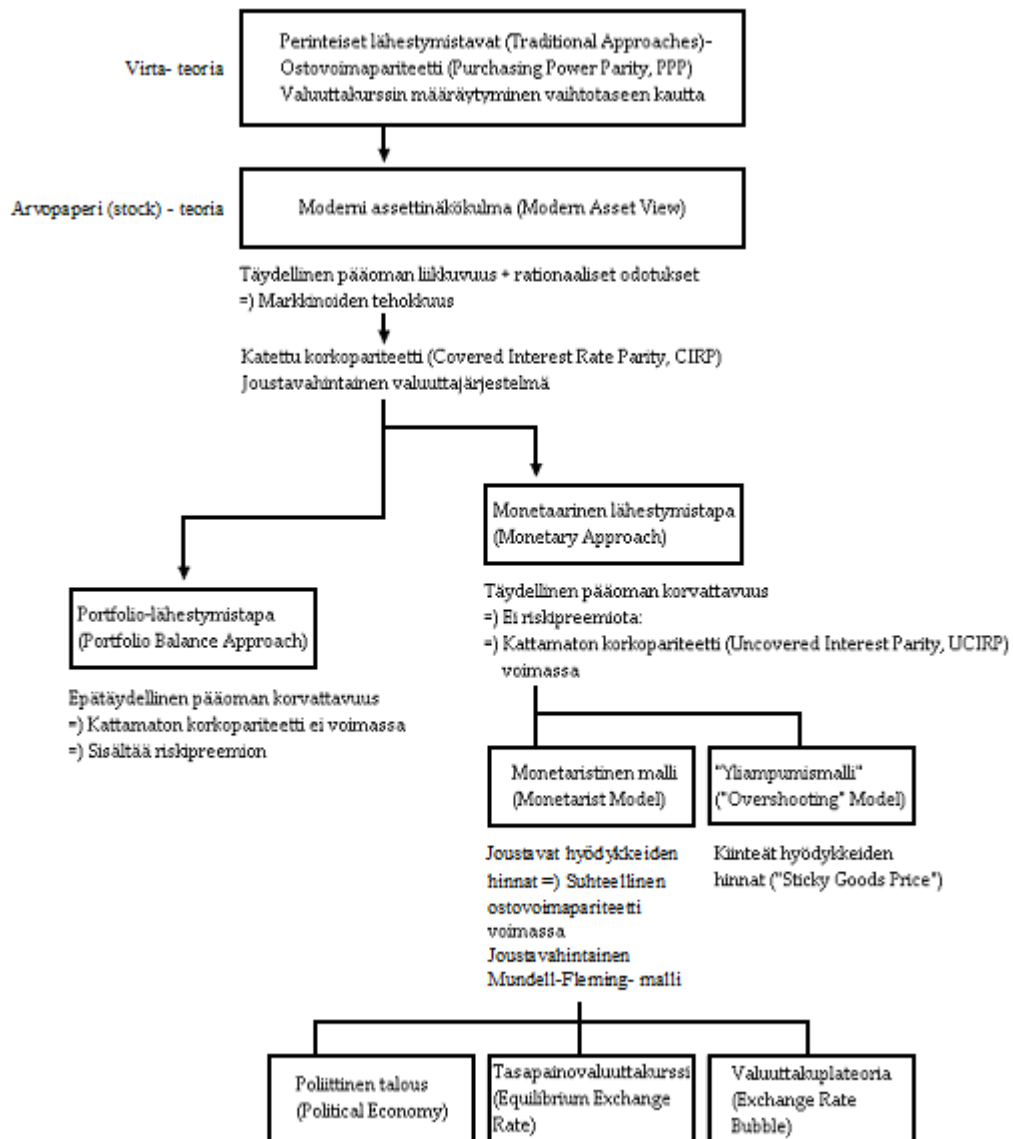 Virta- teoria
Perinteiset lähestymistavat (Traditional Approaches)-
Ostovoimapariteetti (Purchasing Power Parity, PPP)
Valuuttakurssin määräytyminen vaihtotaseen kautta
Arvopaperi (stock) - teoria
Moderni assettinäkökulma (Modern Asset View)
Täydellinen pääoman liikkuvuus + rationaaliset odotukset
=) Markkinoiden tehokkuus
Katettu korkopariteetti (Covered Interest Rate Parity, CIRP)
Joustavahintainen valuuttajärjestelmä
Monetaarinen lähestymistapa
(Monetary Approach)
Täydellinen pääoman korvattavuus
=) Ei riskipreemiota:
=) Kattamaton korkopariteetti (Uncovered Interest Parity, UCIRP)
voimassa
Portfolio-lähestymistapa
(Portfolio Balance Approach)
Epätäydellinen pääoman korvattavuus
=) Kattamaton korkopariteetti ei voimassa
=) Sisältää riskipreemion
Monetaristinen malli
(Monetarist Model)
"Yliampumismalli"
("Overshooting" Model)
Joustavat hyödykkeiden
hinnat =) Suhteellinen
ostovoimapariteetti
voimassa
Joustavahintainen
Mundell-Fleming- malli
Kiinteät hyödykkeiden
hinnat ("Sticky Goods Price")
Poliittinen talous
(Political Economy)
Tasapainovaluuttakurssi
(Equilibrium Exchange
Rate)
Valuuttakuplateoria
(Exchange Rate
Bubble)